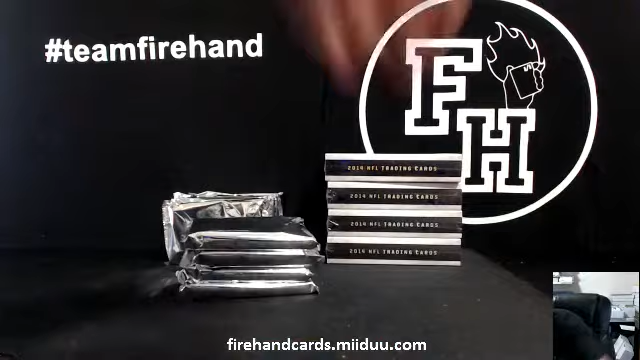 #teamfirehand
FH
2014 NFL TRADING CARDS
2014 NFL TRADING CARDS
2014 NFL TRADING CARDS
2014 NFL TRADING CARDS
firehandcards.miiduu.com